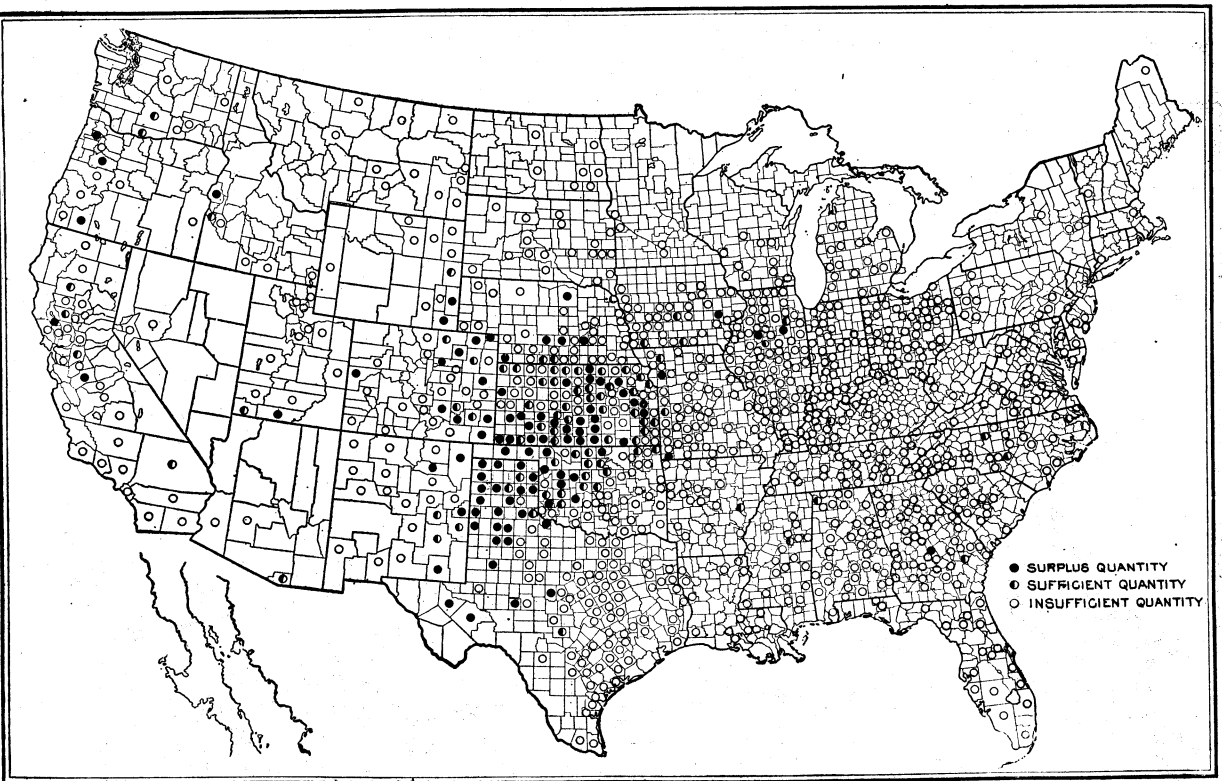 ● SURPLUS QUANTITY
◐ SUFFICIENT QUANTITY
○ INSUFFICIENT QUANTITY